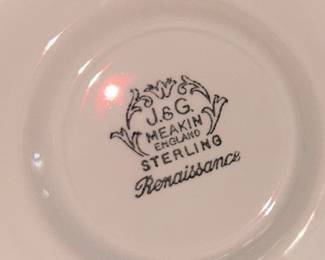 J.&G.
MEAKIN
ENGLAND
STERLING
Renaissance